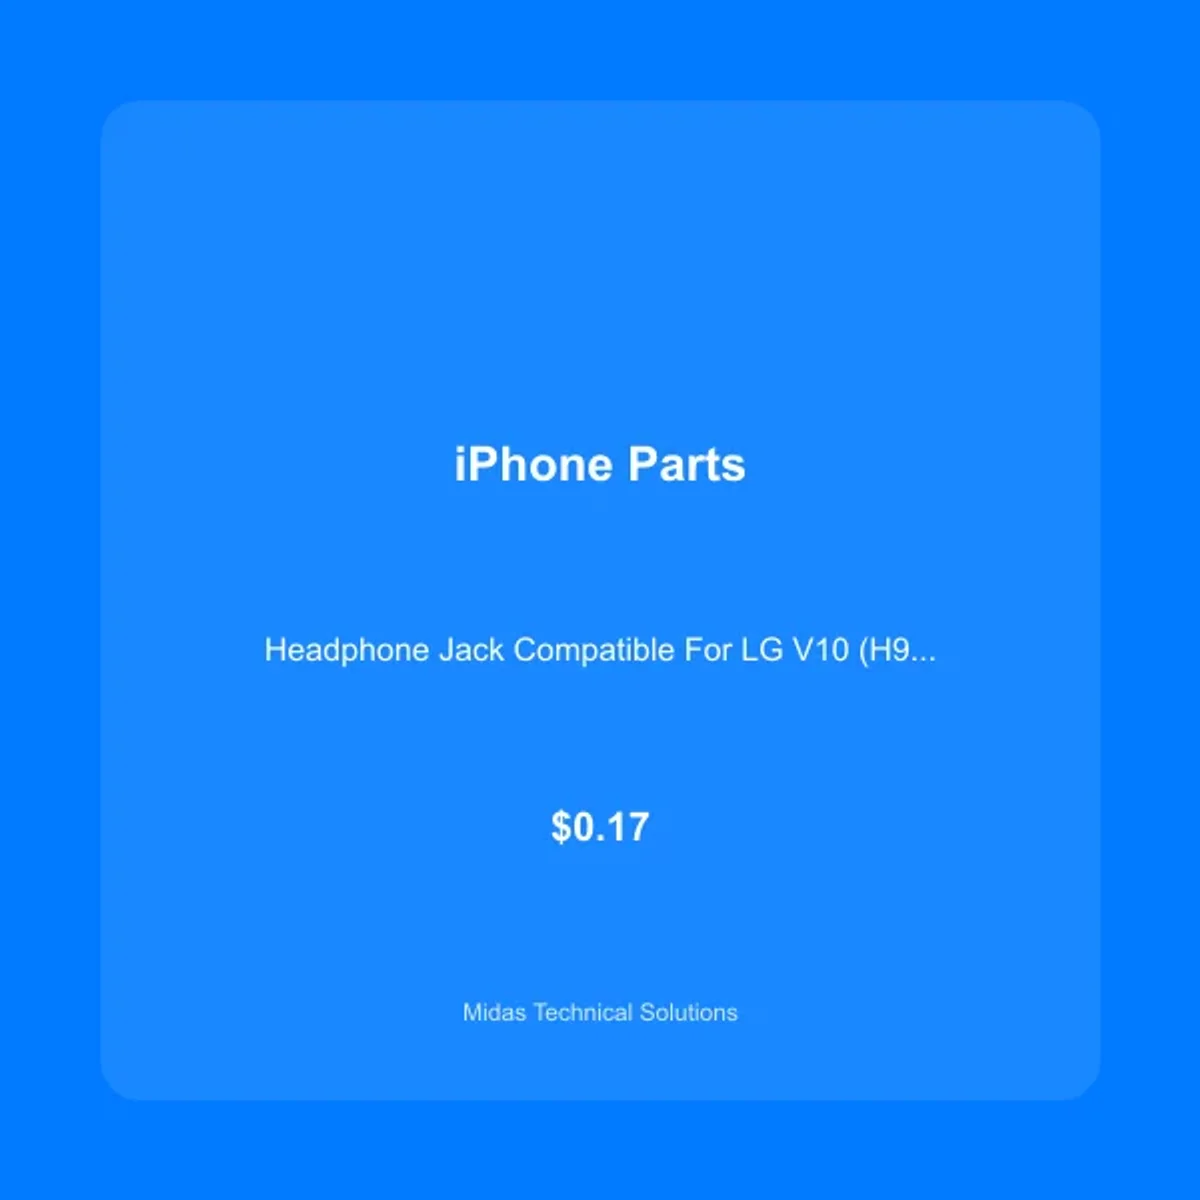 iPhone Parts
Headphone Jack Compatible For LG V10 (H9...
$0.17
Midas Technical Solutions